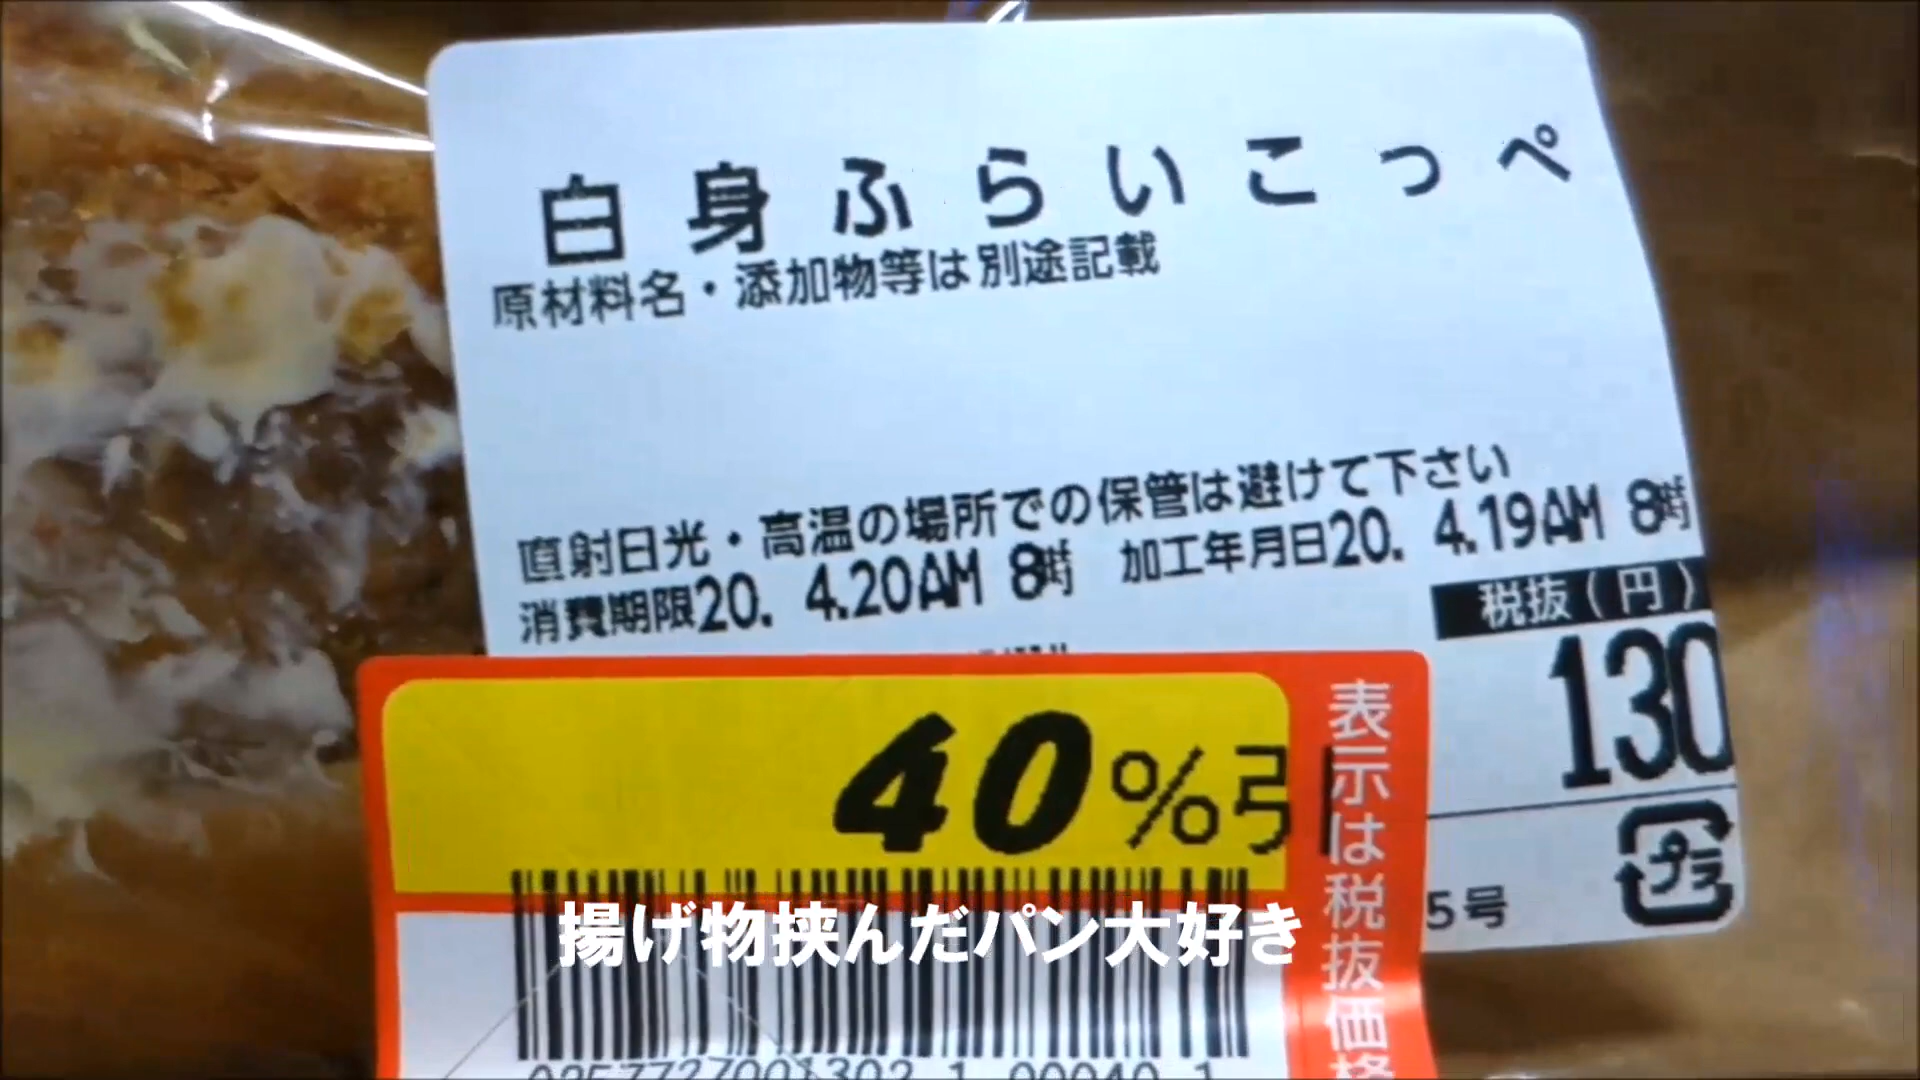 白身ふらいこっぺ
原材料名・添加物等は別途記載
直射日光・高温の場所での保管は避けて下さい
消費期限20. 4.20AM 8時 加工年月日20. 4.19AM 8時
税抜(円)
130
40%引
表示は税抜価格
プラ
5号
揚げ物挟んだパン大好き